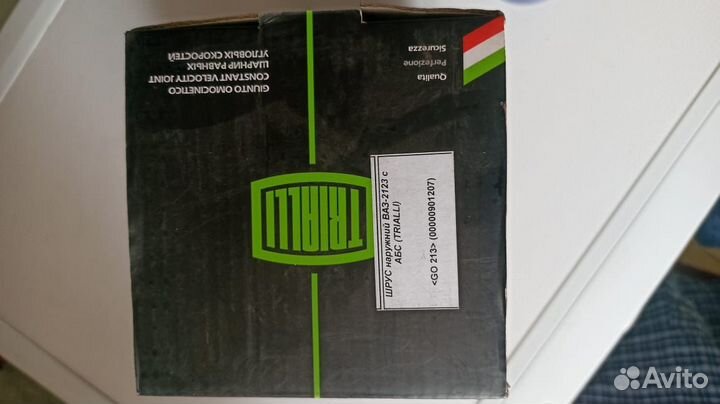 GIUNTO OMOCINETICO
CONSTANT VELOCITY JOINT
ШАРНИР РАВНЫХ
УГЛОВЫХ СКОРОСТЕЙ
Qualita
Perfezione
Sicurezza
TRIALLI
ШРУС наружний ВАЗ-2123 с
АБС (TRIALLI)
<GO 213> (00000901207)
Avito